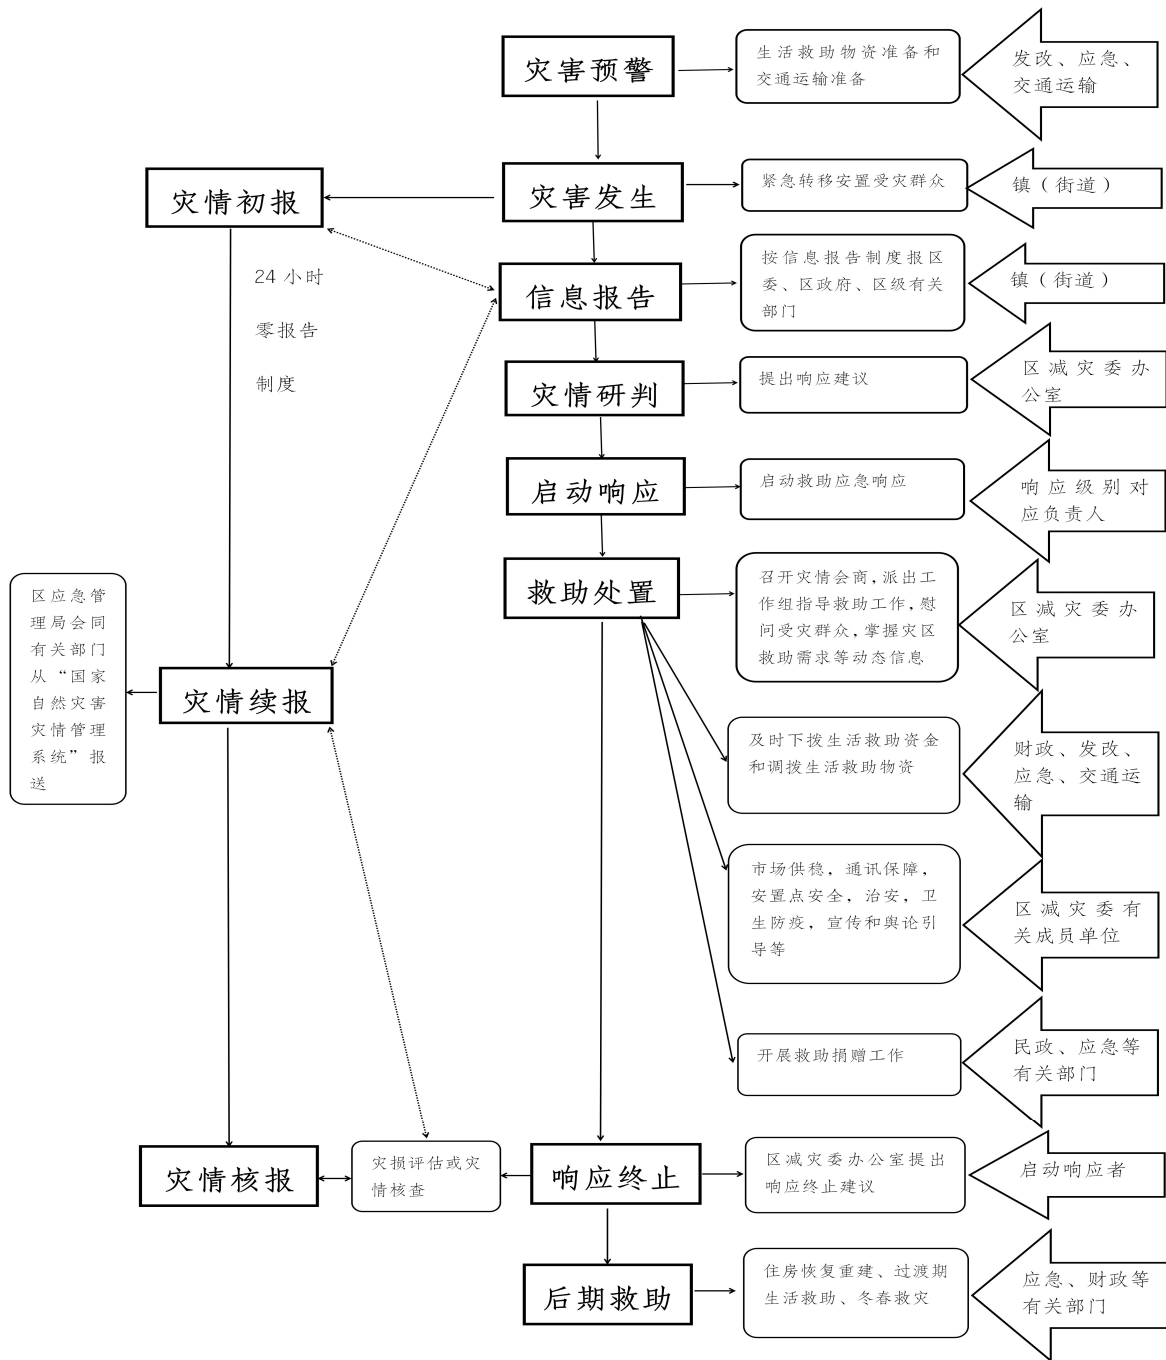 灾害预警
生活救助物资准备和
交通运输准备
发改、应急、
交通运输
灾情初报
灾害发生
紧急转移安置受灾群众
镇（街道）
24 小时
零报告
制度
信息报告
按信息报告制度报区
委、区政府、区级有关
部门
镇（街道）
灾情研判
提出响应建议
区减灾委办
公室
启动响应
启动救助应急响应
响应级别对
应负责人
救助处置
召开灾情会商，派出工
作组指导救助工作，慰
问受灾群众，掌握灾区
救助需求等动态信息
区减灾委办
公室
区应急管
理局会同
有关部门
从“国家
自然灾害
灾情管理
系统”报
送
灾情续报
及时下拨生活救助资金
和调拨生活救助物资
财政、发改、
应急、交通运
输
市场供稳，通讯保障，
安置点安全，治安，卫
生防疫，宣传和舆论引
导等
区减灾委有
关成员单位
开展救助捐赠工作
民政、应急等
有关部门
灾情核报
灾损评估或灾
情核查
响应终止
区减灾委办公室提出
响应终止建议
启动响应者
后期救助
住房恢复重建、过渡期
生活救助、冬春救灾
应急、财政等
有关部门